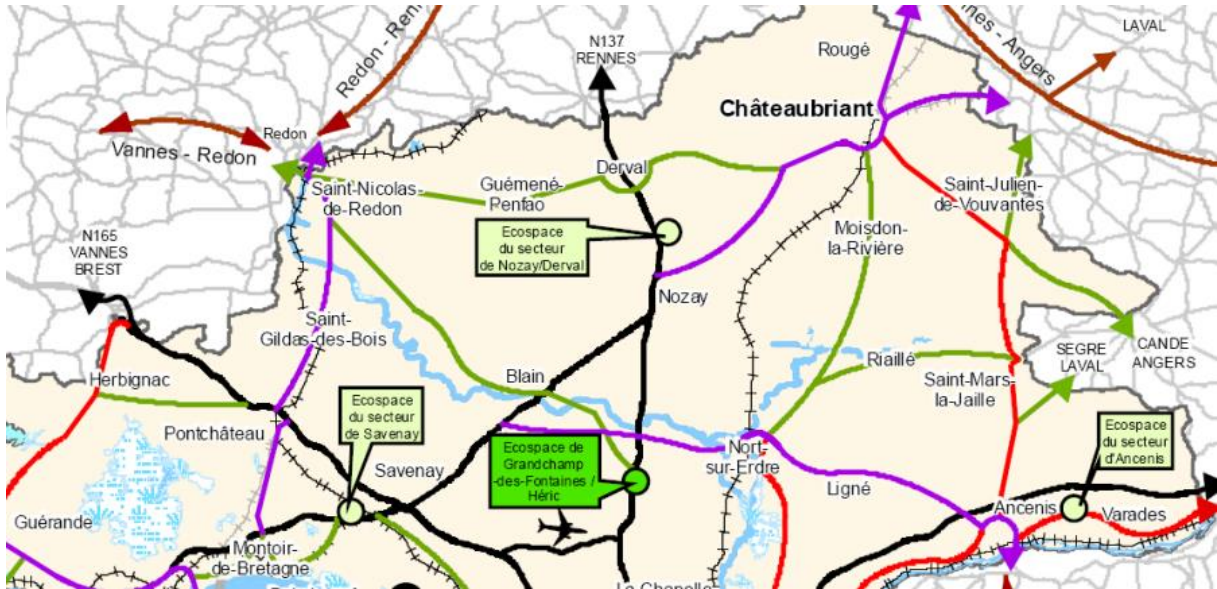 Redon - Renn
nnes - Angers
LAVAL
N137
RENNES
Rougé
Châteaubriant
Redon
Vannes - Redon
Derval
Saint-Nicolas-
de-Redon
Guémené-
Penfao
Saint-Julien-
de-Vouvantes
Ecospace
du secteur
de Nozay/Derval
Moisdon-
la-Rivière
N165
VANNES
BREST
Nozay
Saint-
Gildas-des-Bois
Riaillé
SEGRE
LAVAL
CANDE
ANGERS
Herbignac
Blain
Saint-Mars-
la-Jaille
Ecospace
du secteur
de Savenay
Ecospace
du secteur
d'Ancenis
Pontchâteau
Savenay
Ecospace de
Grandchamp
-des-Fontaines /
Héric
Nort-
sur-Erdre
Ligné
Guérande
Ancenis
Varades
Montoir-
de-Bretagne
La Chapelle